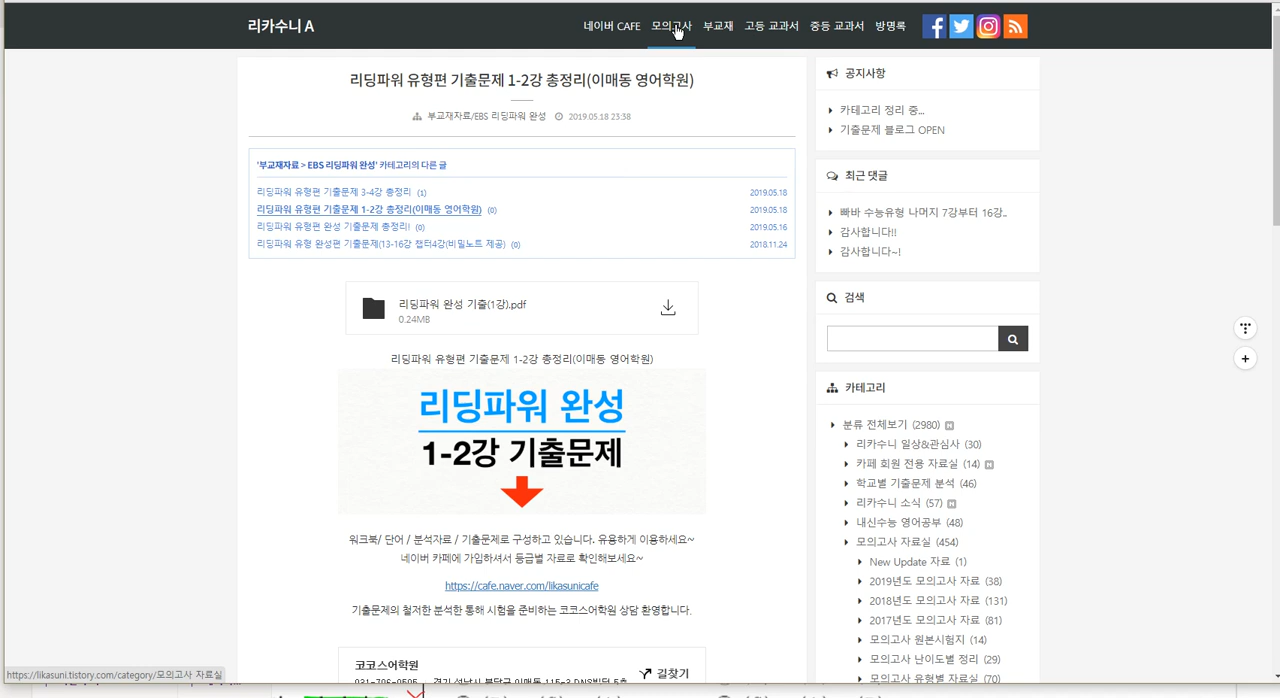 리카수니 A
네이버 CAFE 모의고사 부교재 고등 교과서 중등 교과서 방명록
리딩파워 유형편 기출문제 1-2강 총정리(이매동 영어학원)
부교재자료/EBS 리딩파워 완성 2019.05.18 23:38
'부교재자료 > EBS 리딩파워 완성' 카테고리의 다른 글
리딩파워 유형편 기출문제 3-4강 총정리 (1) 2019.05.18
리딩파워 유형편 기출문제 1-2강 총정리(이매동 영어학원) (0) 2019.05.18
리딩파워 유형편 완성 기출문제 총정리! (0) 2019.05.16
리딩파워 유형 완성편 기출문제(13-16강 챕터4강(비밀노트 제공) (0) 2018.11.24
리딩파워 완성 기출(1강).pdf
0.24MB
리딩파워 유형편 기출문제 1-2강 총정리(이매동 영어학원)
리딩파워 완성
1-2강 기출문제
워크북/ 단어 / 분석자료 / 기출문제로 구성하고 있습니다. 유용하게 이용하세요~
네이버 카페에 가입하셔서 등급별 자료로 확인해보세요~
https://cafe.naver.com/likasunicafe
기출문제의 철저한 분석한 통해 시험을 준비하는 코코스어학원 상담 환영합니다.
코코스어학원
길찾기
공지사항
카테고리 정리 중...
기출문제 블로그 OPEN
최근 댓글
빠바 수능유형 나머지 7강부터 16강..
감사합니다!!
감사합니다~!
검색
카테고리
분류 전체보기 (2980) N
리카수니 일상&관심사 (30)
카페 회원 전용 자료실 (14) N
학교별 기출문제 분석 (46)
리카수니 소식 (57) N
내신수능 영어공부 (48)
모의고사 자료실 (454)
New Update 자료 (1)
2019년도 모의고사 자료 (38)
2018년도 모의고사 자료 (131)
2017년도 모의고사 자료 (81)
모의고사 원본시험지 (14)
모의고사 난이도별 정리 (29)
모의고사 유형별 자료실 (70)
https://likasuni.tistory.com/category/모의고사 자료실